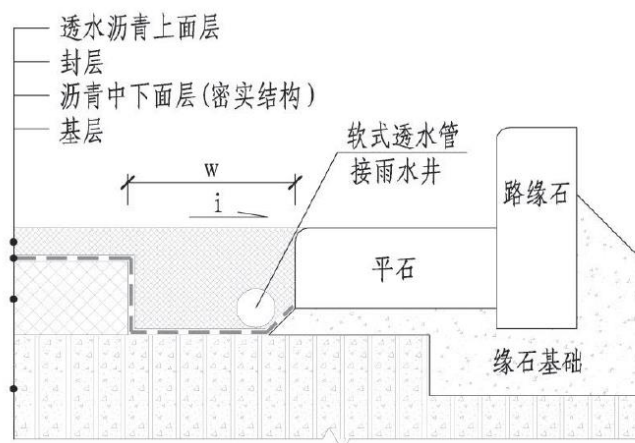 透水沥青上面层
封层
沥青中下面层(密实结构)
基层
软式透水管
接雨水井
w
i
路缘石
平石
缘石基础